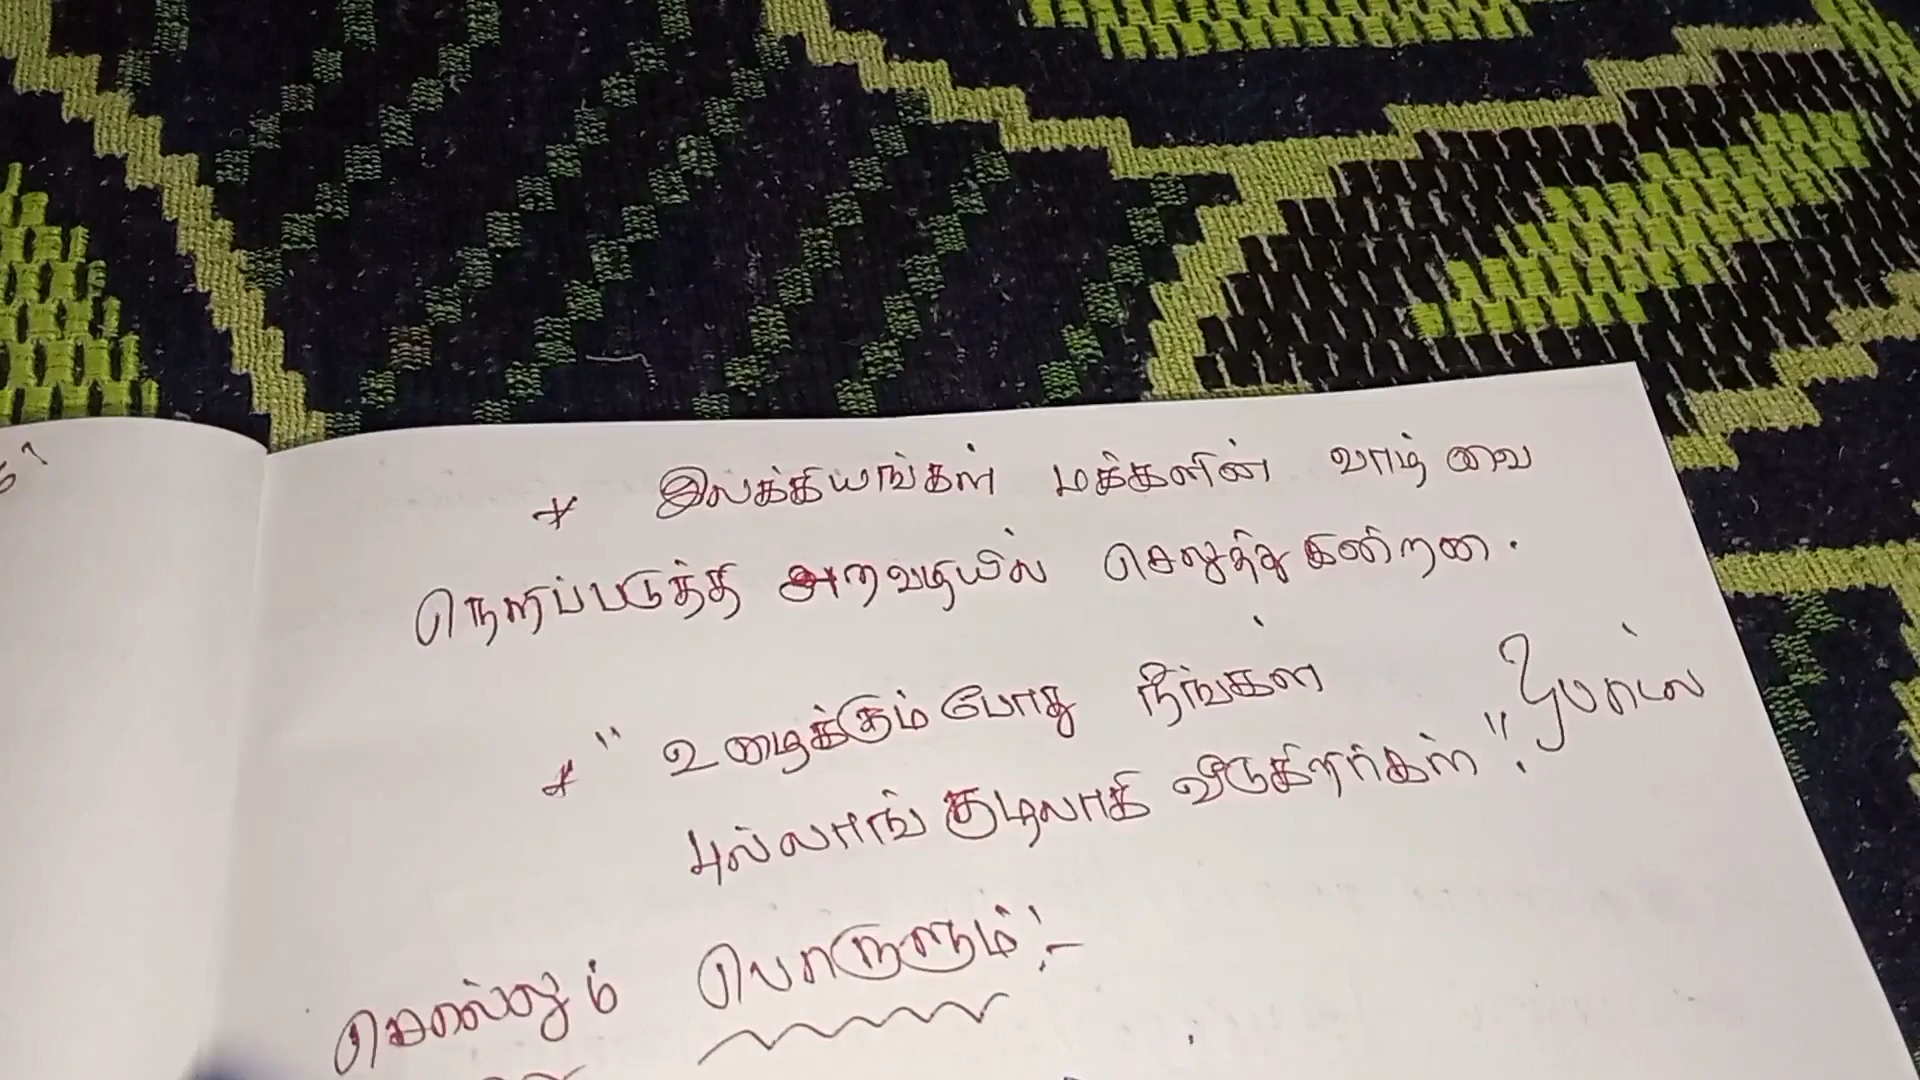 * இலக்கியங்கள் மக்களின் வாழ்வை
நெறிப்படுத்த அறவழியில் செலுத்துகின்றன.
* " உழைக்கும் போது நீங்கள்
புல்லாங் குழலாகி விடுகிறீர்கள் ".
சொல்லும் பொருளும் :-